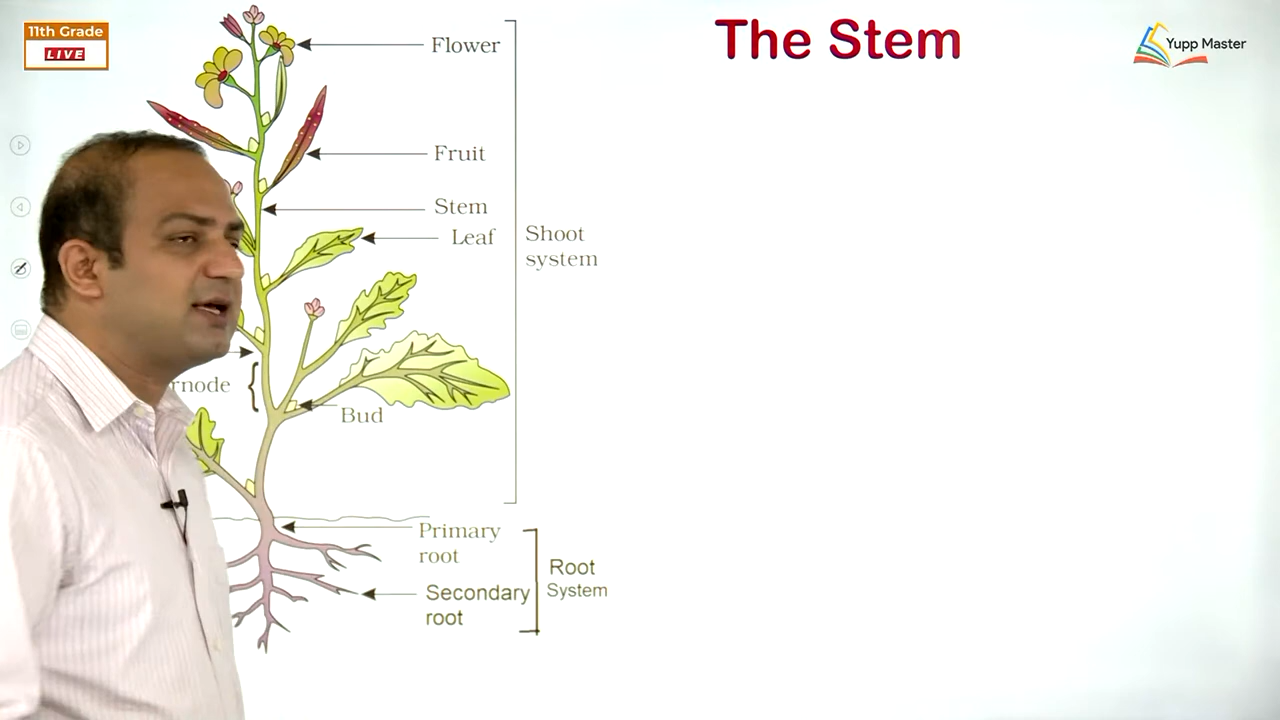 11th Grade
LIVE
The Stem
Yupp Master
Flower
Fruit
Stem
Leaf
Shoot
system
Bud
Primary
root
Secondary
root
Root
System